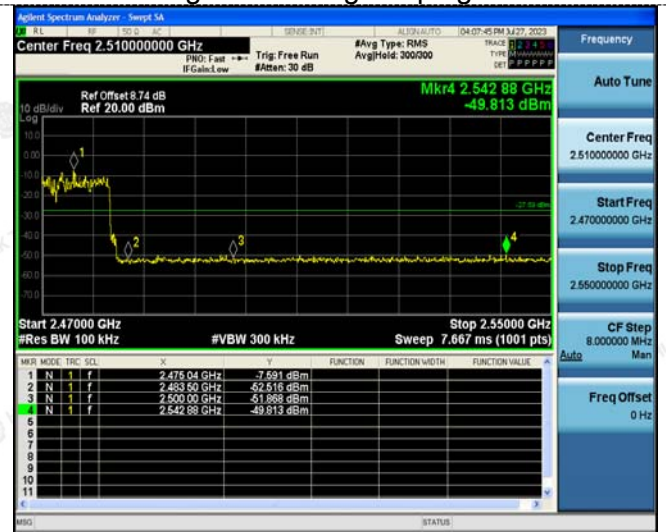 Agilent Spectrum Analyzer - Swept SA
RL RF 50 Ω AC SENSE:INT ALIGN AUTO 04:07:45 PM Jul 27, 2023
Center Freq 2.510000000 GHz
PNO: Fast Trig: Free Run
IFGain:Low #Atten: 30 dB
#Avg Type: RMS
Avg|Hold: 300/300
TRACE 1 2 3 4 5 6
TYPE
DET P P P P P P
Frequency
Auto Tune
Center Freq
2.510000000 GHz
Start Freq
2.470000000 GHz
Stop Freq
2.550000000 GHz
CF Step
8.000000 MHz
Auto Man
Freq Offset
0 Hz
Mkr4 2.542 88 GHz
-49.813 dBm
Ref Offset 8.74 dB
10 dB/div Ref 20.00 dBm
Log
10.0
0.00
-10.0
-20.0
-30.0
-40.0
-50.0
-60.0
-70.0
1
2
3
4
Start 2.47000 GHz Stop 2.55000 GHz
#Res BW 100 kHz #VBW 300 kHz Sweep 7.667 ms (1001 pts)
MKR MODE TRC SCL X Y FUNCTION FUNCTION WIDTH FUNCTION VALUE
1 N 1 f 2.475 04 GHz -7.591 dBm
2 N 1 f 2.483 50 GHz -52.516 dBm
3 N 1 f 2.500 00 GHz -51.868 dBm
4 N 1 f 2.542 88 GHz -49.813 dBm
5
6
7
8
9
10
11
MSG STATUS